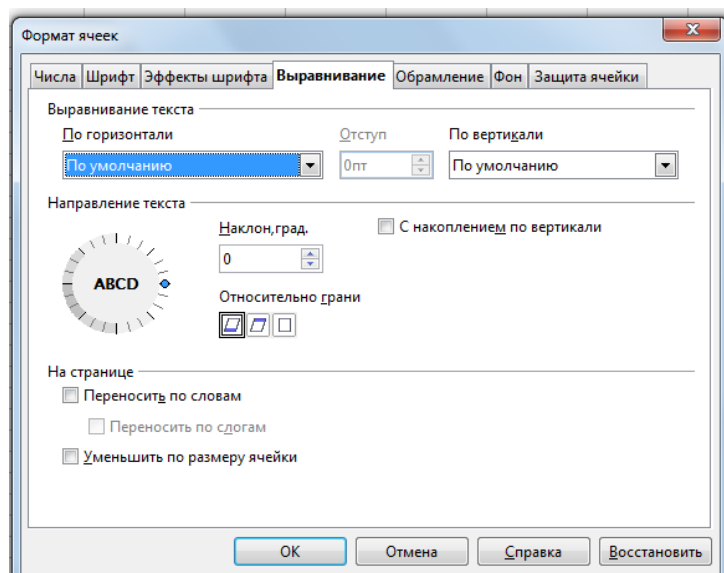 Формат ячеек
Числа Шрифт Эффекты шрифта Выравнивание Обрамление Фон Защита ячейки
Выравнивание текста
По горизонтали Отступ По вертикали
По умолчанию 0пт По умолчанию
Направление текста
Наклон,град. С накоплением по вертикали
ABCD 0
Относительно грани
На странице
Переносить по словам
Переносить по слогам
Уменьшить по размеру ячейки
ОК Отмена Справка Восстановить